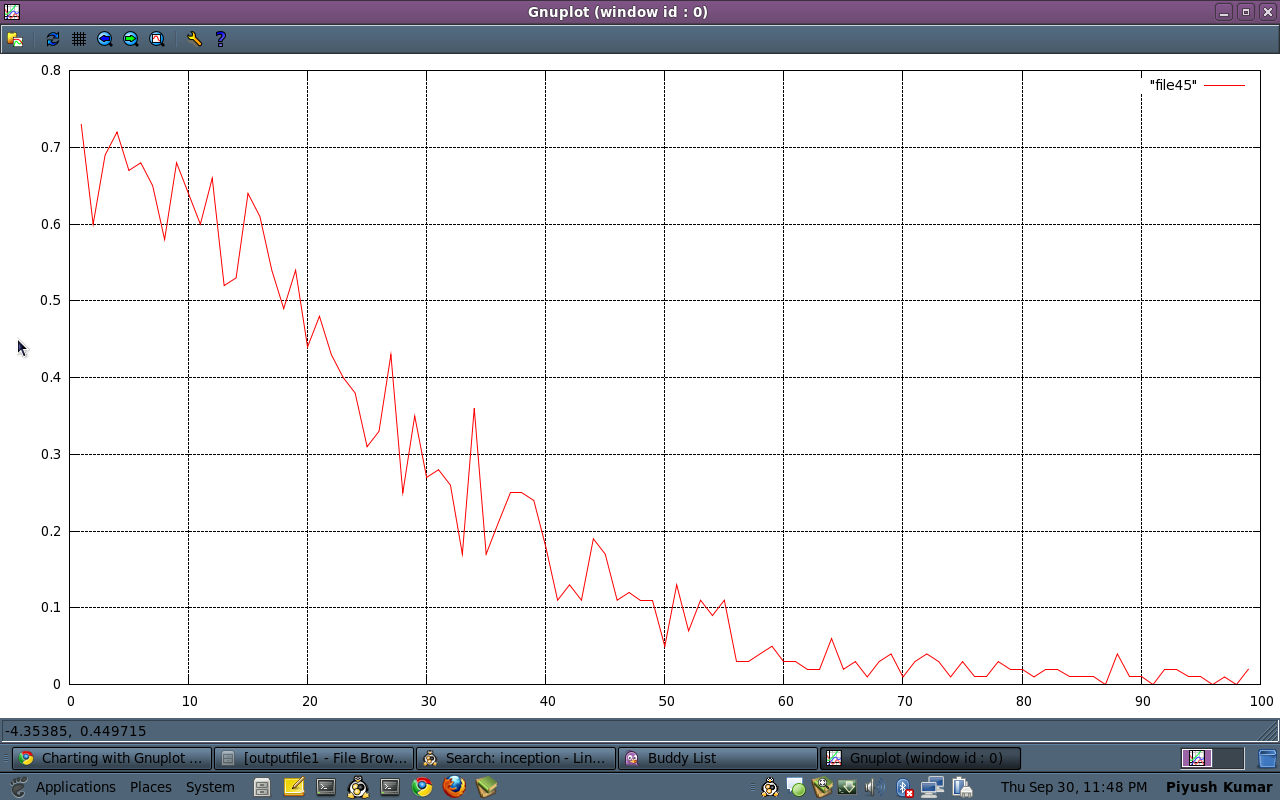 Gnuplot (window id : 0)
"file45"
0.8
0.7
0.6
0.5
0.4
0.3
0.2
0.1
0
0 10 20 30 40 50 60 70 80 90 100
-4.35385, 0.449715
Charting with Gnuplot ... [outputfile1 - File Brow... Search: inception - Lin... Buddy List Gnuplot (window id : 0)
Applications Places System Thu Sep 30, 11:48 PM Piyush Kumar